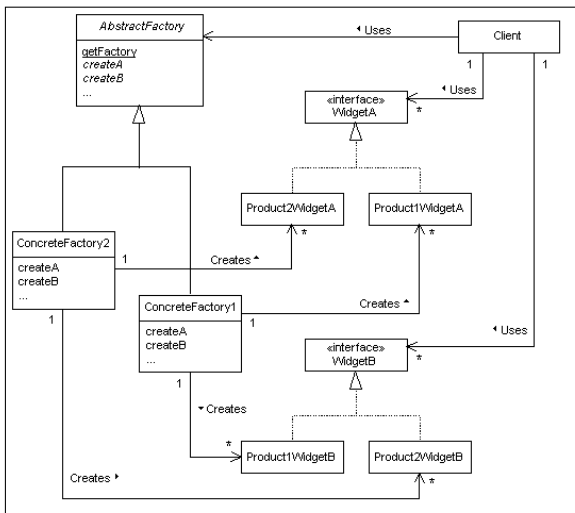 AbstractFactory
getFactory
createA
createB
...
Uses
Client
1
1
Uses
*
«interface»
WidgetA
Product2WidgetA
Product1WidgetA
*
*
ConcreteFactory2
createA
createB
...
1
Creates
1
ConcreteFactory1
createA
createB
...
1
Creates
1
Uses
*
«interface»
WidgetB
Creates
*
Product1WidgetB
Product2WidgetB
Creates
*